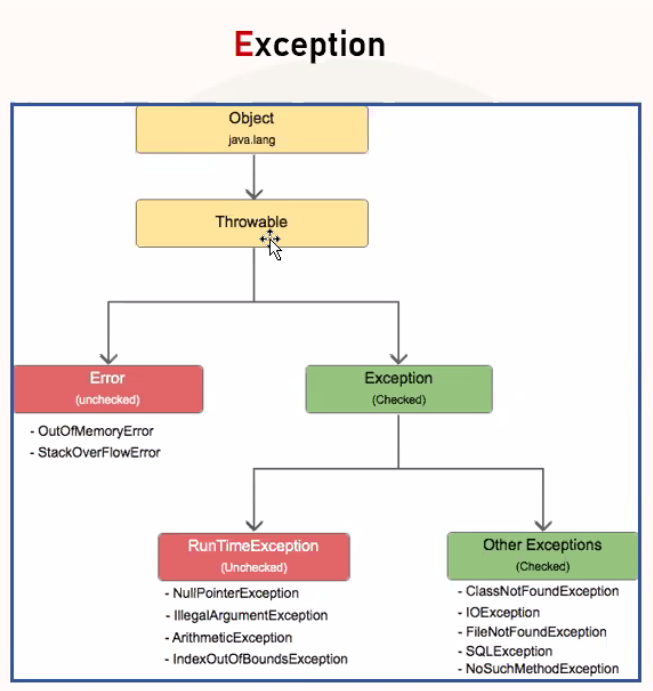 Exception
Object
java.lang
Throwable
Error
(unchecked)
- OutOfMemoryError
- StackOverFlowError
Exception
(Checked)
RunTimeException
(Unchecked)
- NullPointerException
- IllegalArgumentException
- ArithmeticException
- IndexOutOfBoundsException
Other Exceptions
(Checked)
- ClassNotFoundException
- IOException
- FileNotFoundException
- SQLException
- NoSuchMethodException